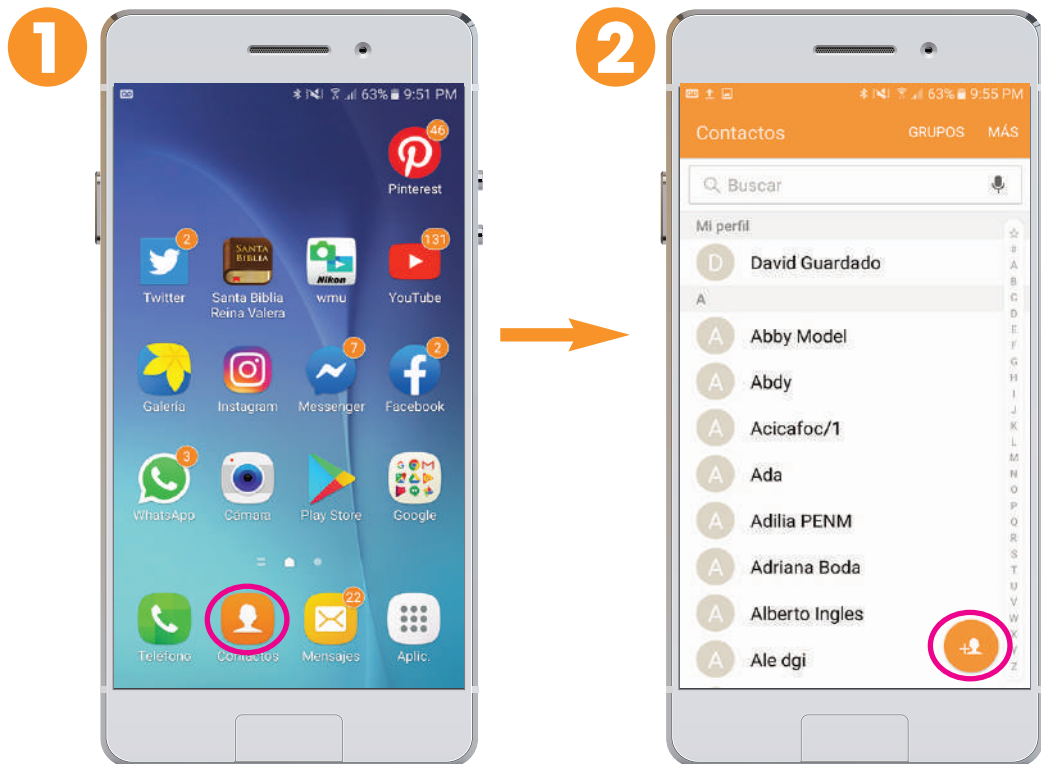 1
63% 9:51 PM
46
Pinterest
2
SANTA
BIBLIA
Nikon
131
Twitter
Santa Biblia
Reina Valera
wmu
YouTube
7
2
Galería
Instagram
Messenger
Facebook
3
G M
WhatsApp
Cámara
Play Store
Google
22
Teléfono
Contactos
Mensajes
Aplic.
2
63% 9:55 PM
Contactos GRUPOS MÁS
Buscar
Mi perfil
D David Guardado
A
A Abby Model
A Abdy
A Acicafoc/1
A Ada
A Adilia PENM
A Adriana Boda
A Alberto Ingles
A Ale dgi
#
A
B
C
D
E
F
G
H
I
J
K
L
M
N
O
P
Q
R
S
T
U
V
W
X
Y
Z